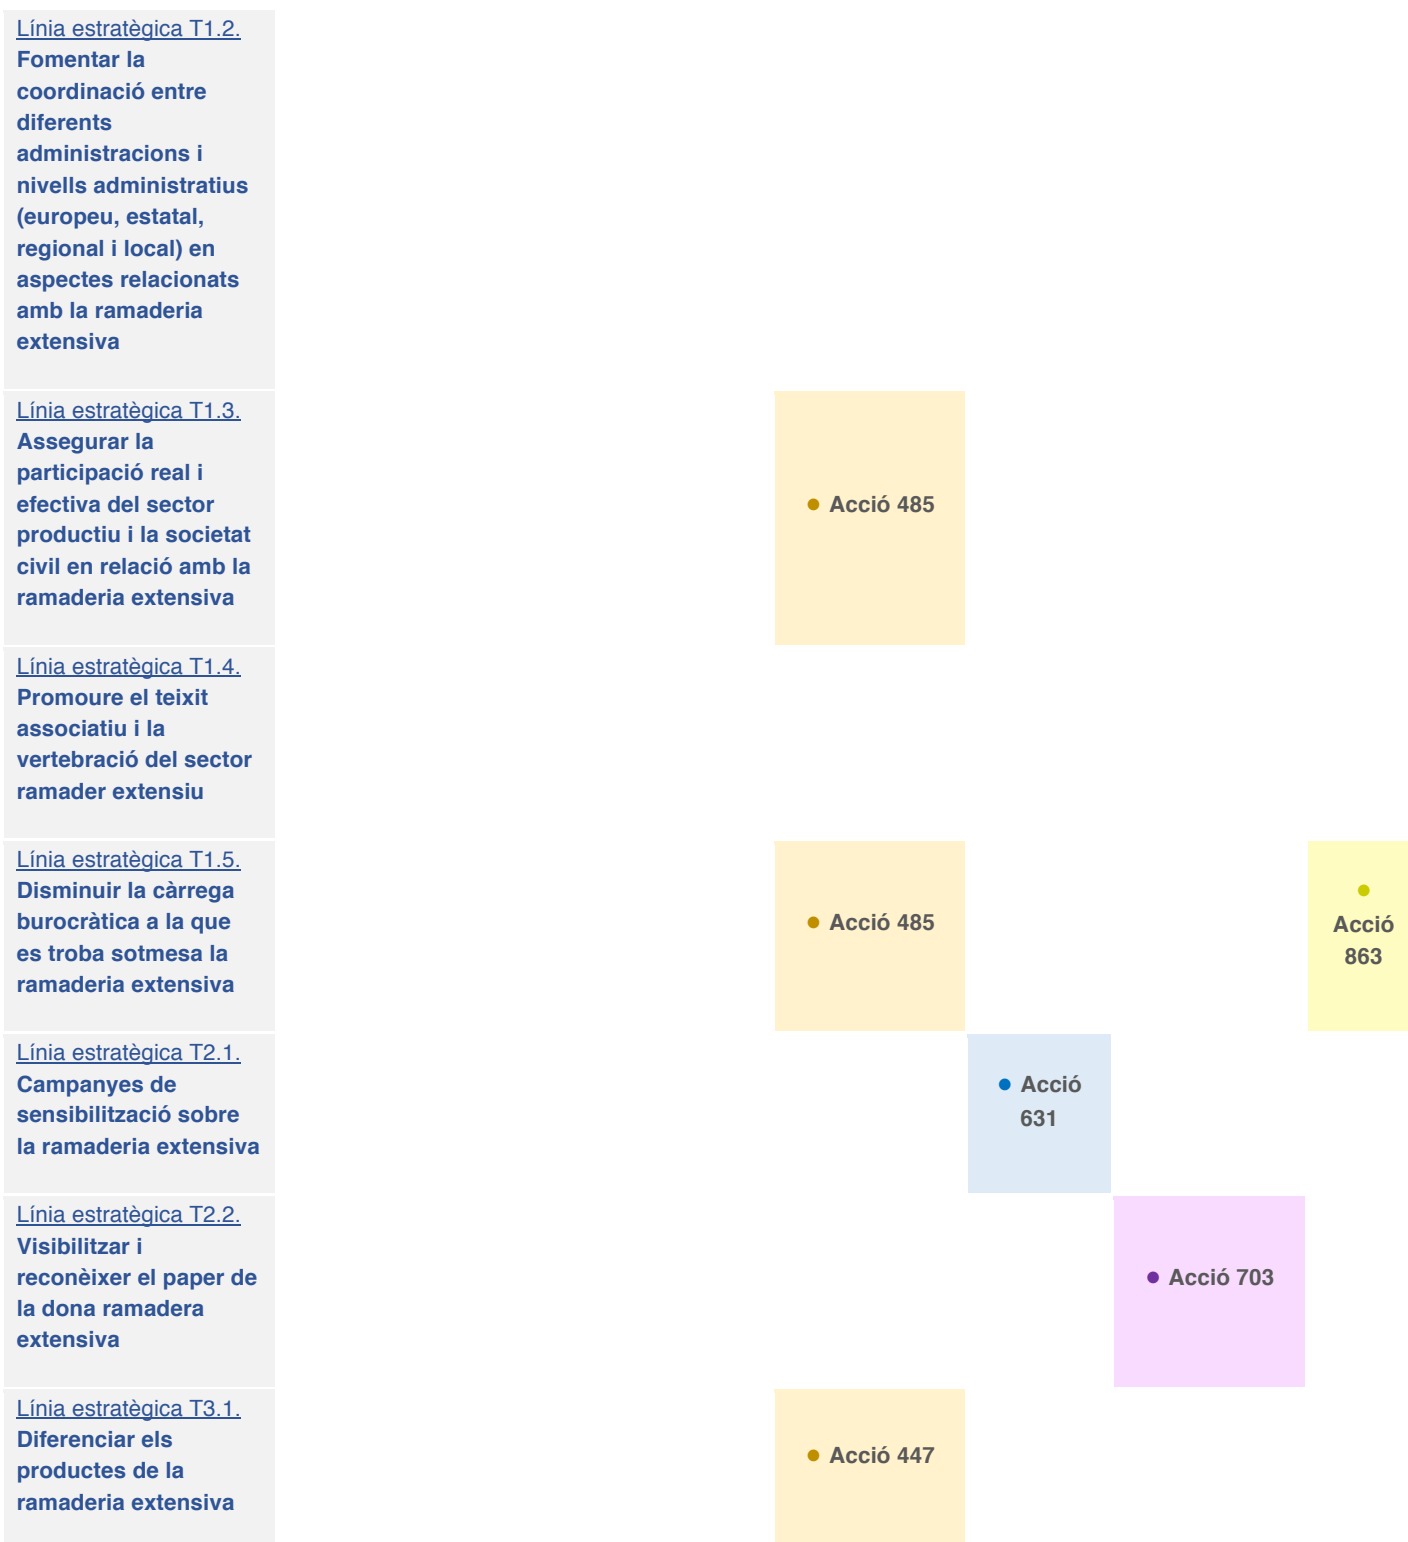 Línia estratègica T1.2.
Fomentar la
coordinació entre
diferents
administracions i
nivells administratius
(europeu, estatal,
regional i local) en
aspectes relacionats
amb la ramaderia
extensiva
Línia estratègica T1.3.
Assegurar la
participació real i
efectiva del sector
productiu i la societat
civil en relació amb la
ramaderia extensiva
● Acció 485
Línia estratègica T1.4.
Promoure el teixit
associatiu i la
vertebració del sector
ramader extensiu
Línia estratègica T1.5.
Disminuir la càrrega
burocràtica a la que
es troba sotmesa la
ramaderia extensiva
● Acció 485
●
Acció
863
Línia estratègica T2.1.
Campanyes de
sensibilització sobre
la ramaderia extensiva
● Acció
631
Línia estratègica T2.2.
Visibilitzar i
reconèixer el paper de
la dona ramadera
extensiva
● Acció 703
Línia estratègica T3.1.
Diferenciar els
productes de la
ramaderia extensiva
● Acció 447